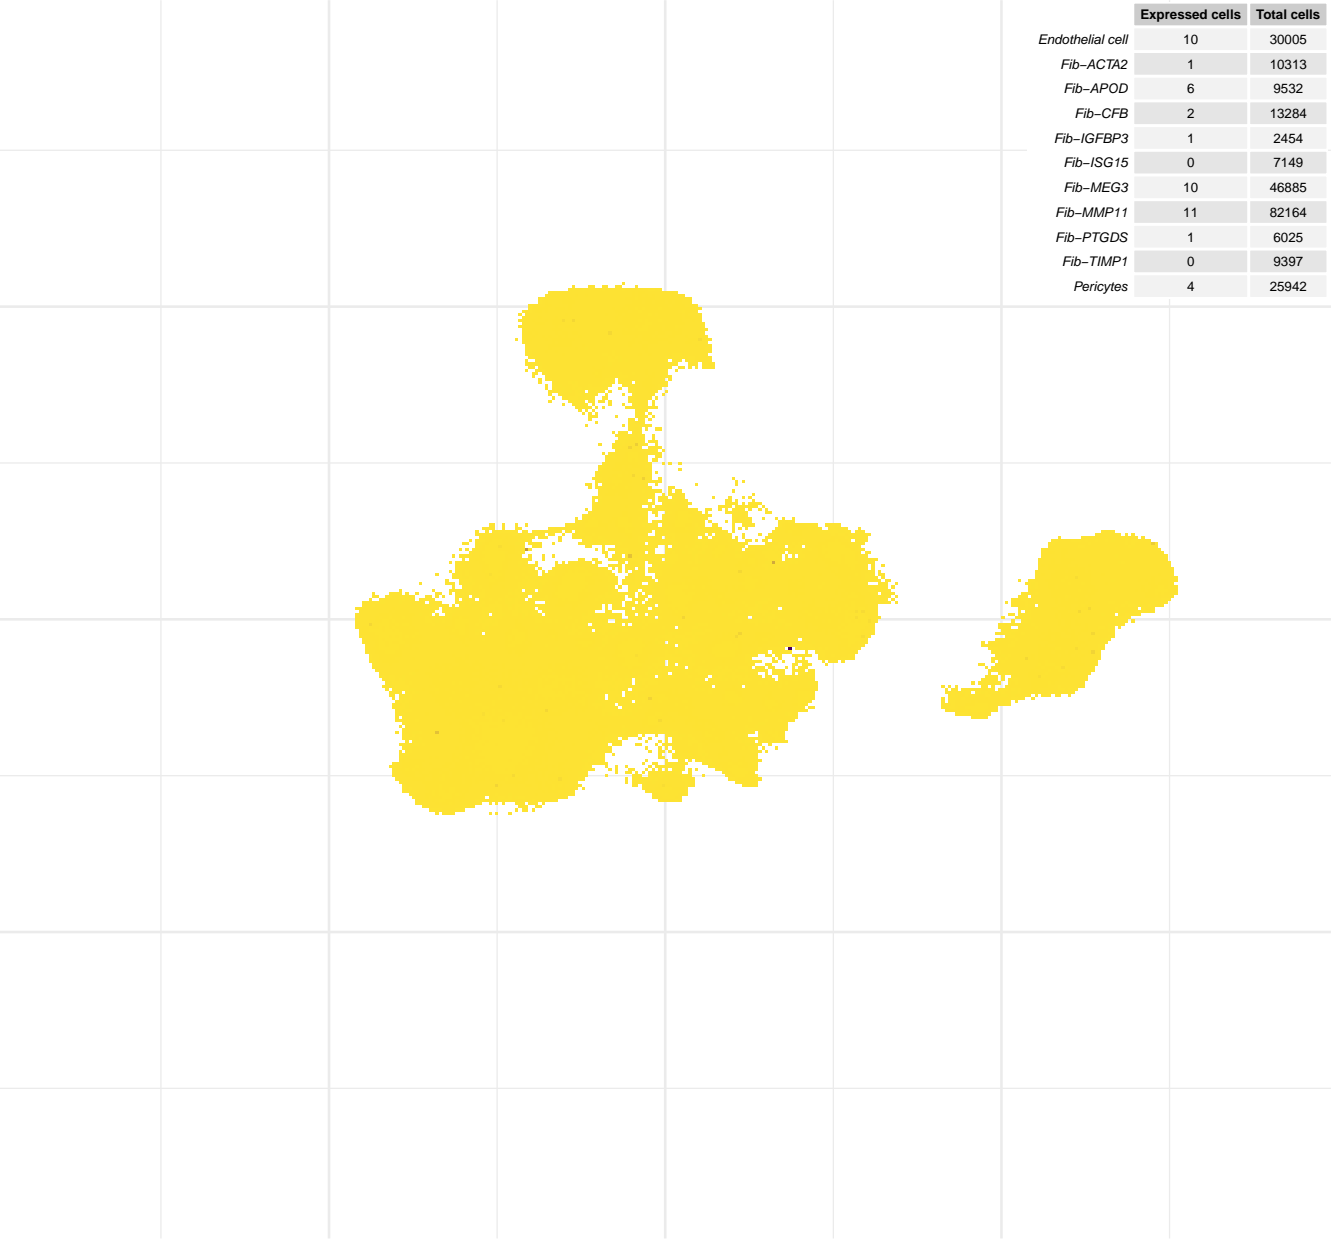 Expressed cells Total cells
Endothelial cell 10 30005
Fib−ACTA2 1 10313
Fib−APOD 6 9532
Fib−CFB 2 13284
Fib−IGFBP3 1 2454
Fib−ISG15 0 7149
Fib−MEG3 10 46885
Fib−MMP11 11 82164
Fib−PTGDS 1 6025
Fib−TIMP1 0 9397
Pericytes 4 25942